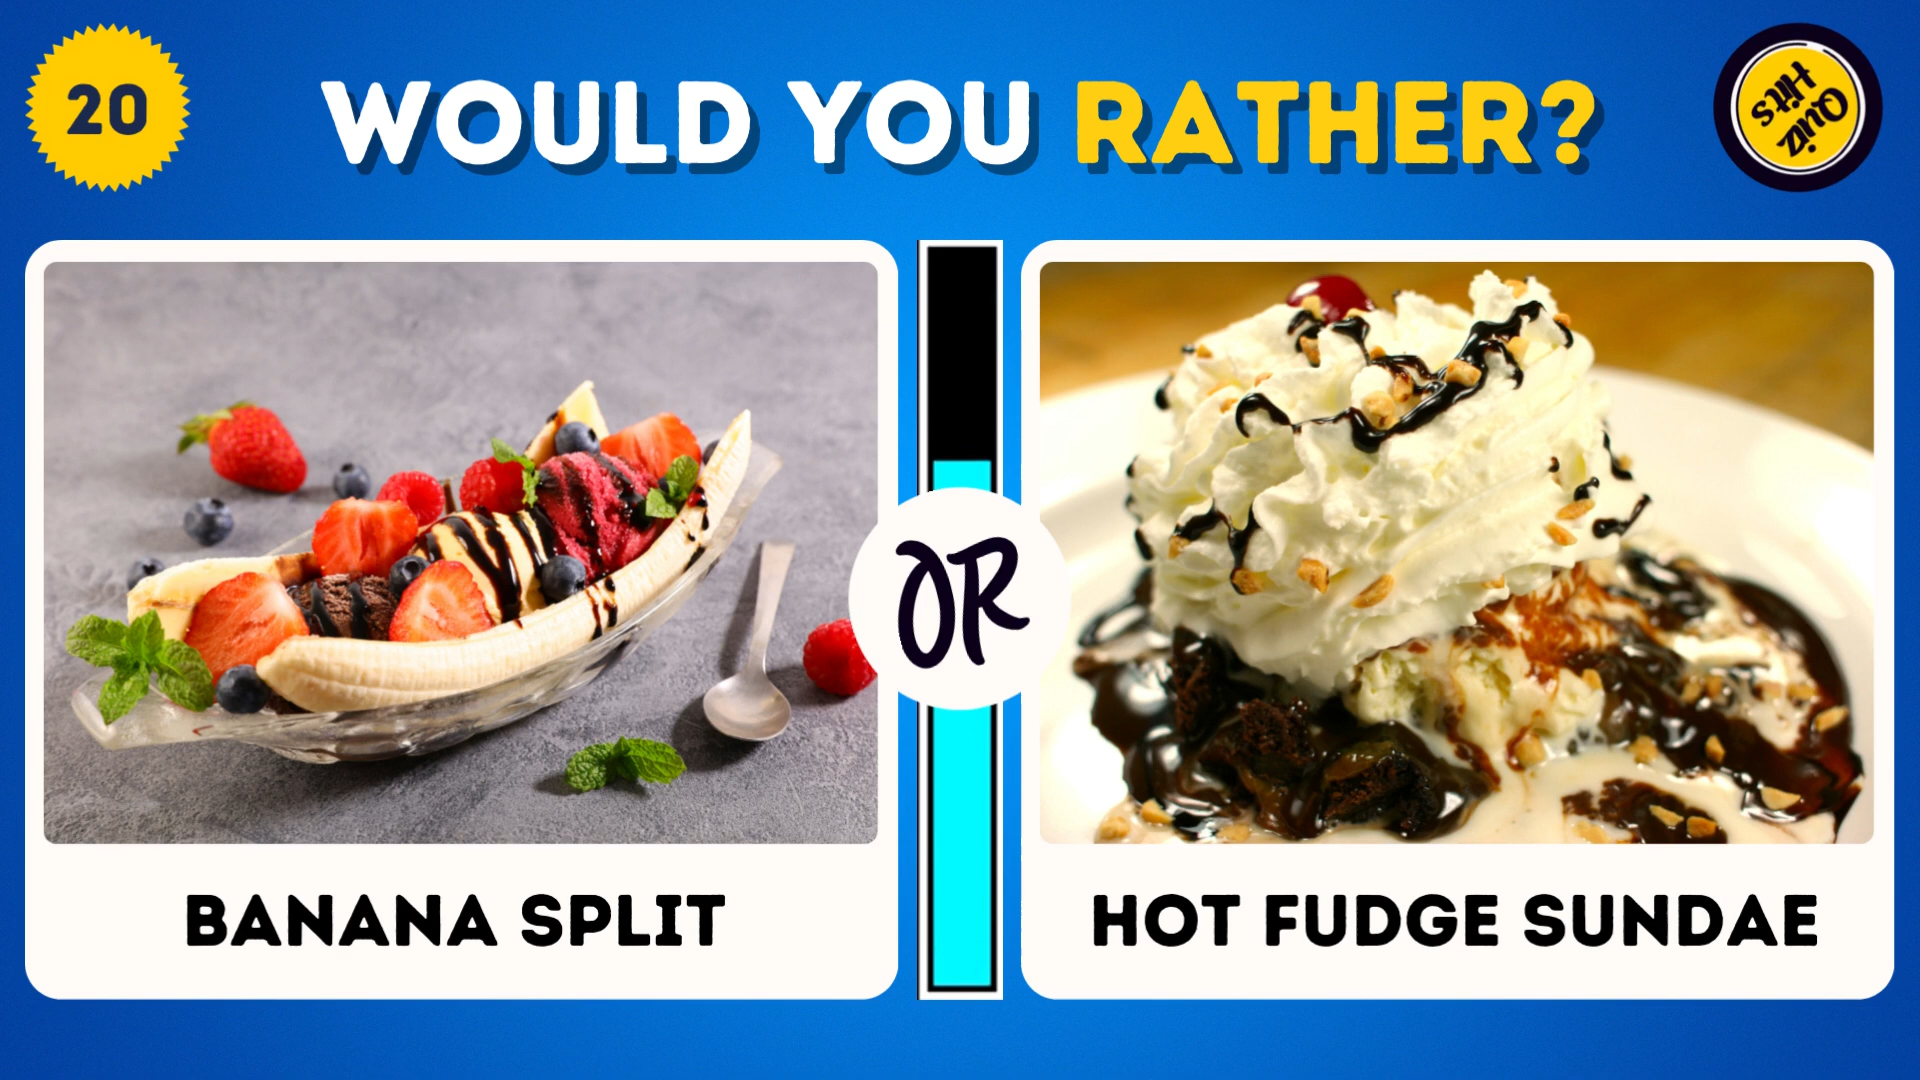 20
WOULD YOU RATHER?
Quiz
Hits
OR
BANANA SPLIT
HOT FUDGE SUNDAE